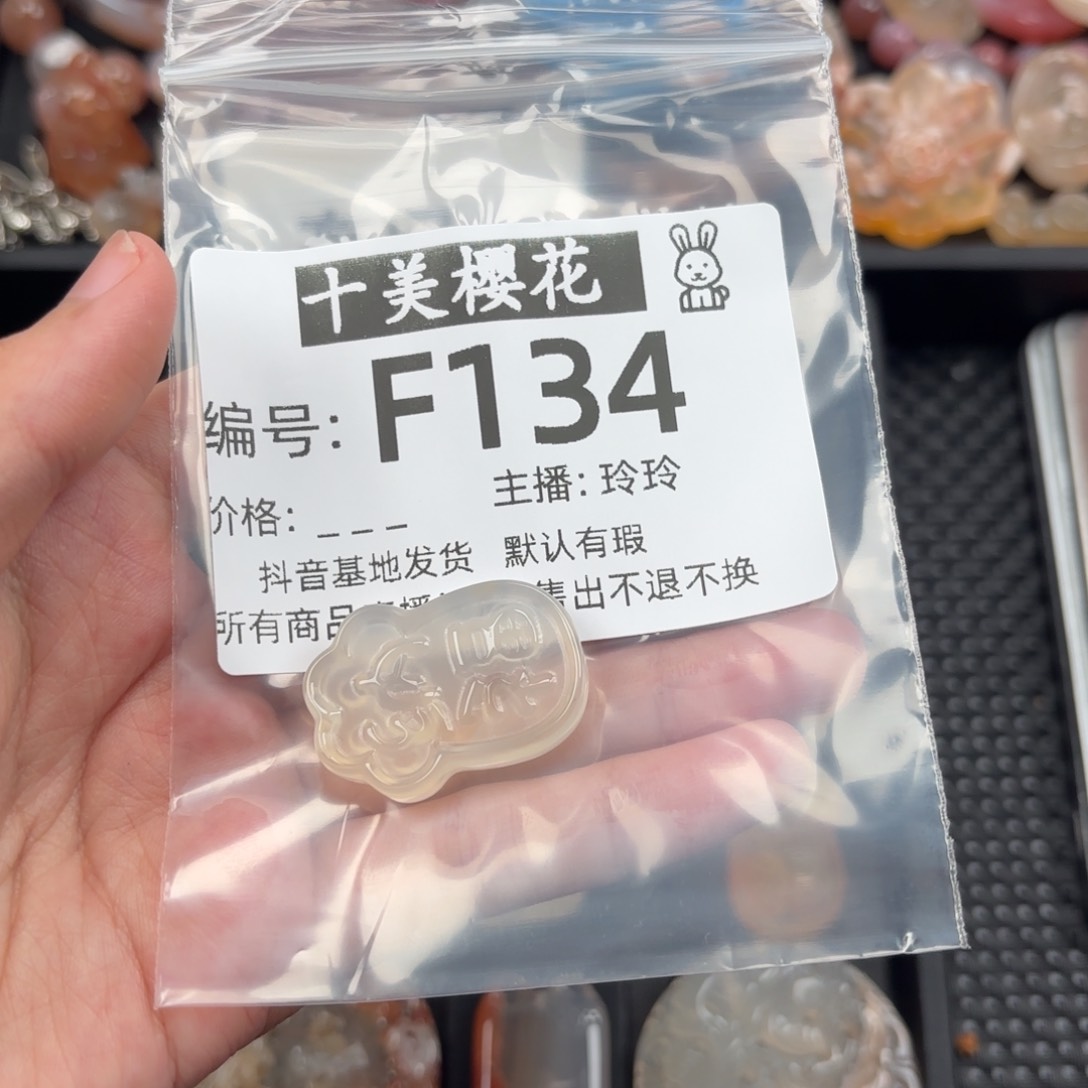 十美樱花
编号: F134
价格: _ _ _ 主播: 玲玲
抖音基地发货 默认有瑕
所有商品 售出不退不换